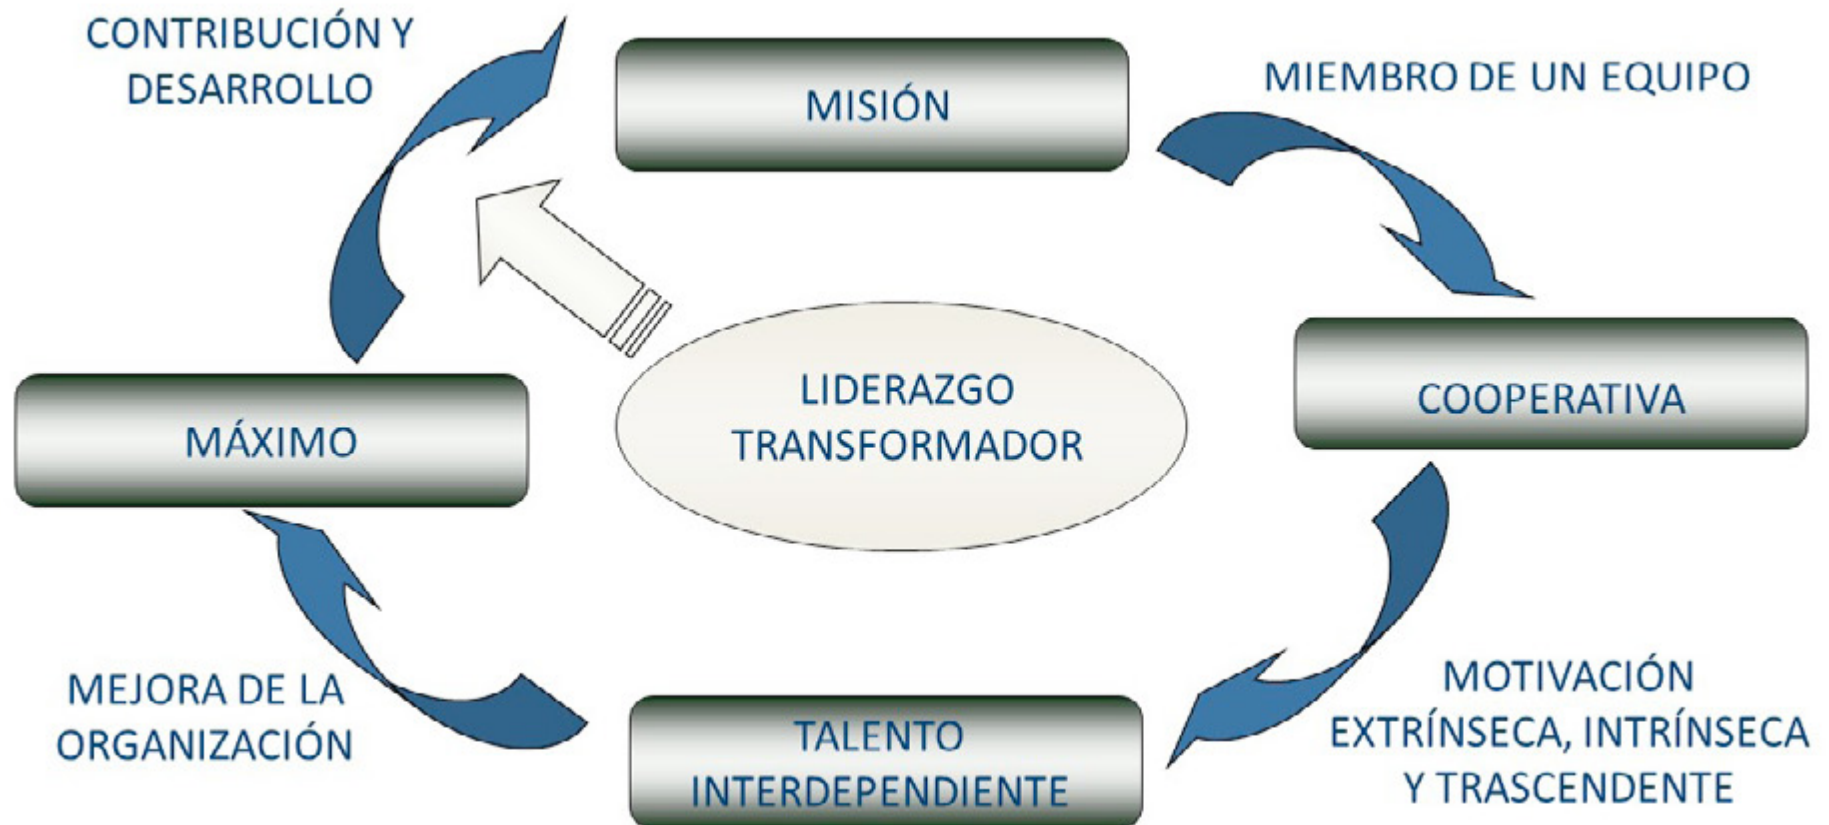 CONTRIBUCIÓN Y
DESARROLLO
MISIÓN
MIEMBRO DE UN EQUIPO
LIDERAZGO
TRANSFORMADOR
COOPERATIVA
MÁXIMO
MEJORA DE LA
ORGANIZACIÓN
TALENTO
INTERDEPENDIENTE
MOTIVACIÓN
EXTRÍNSECA, INTRÍNSECA
Y TRASCENDENTE